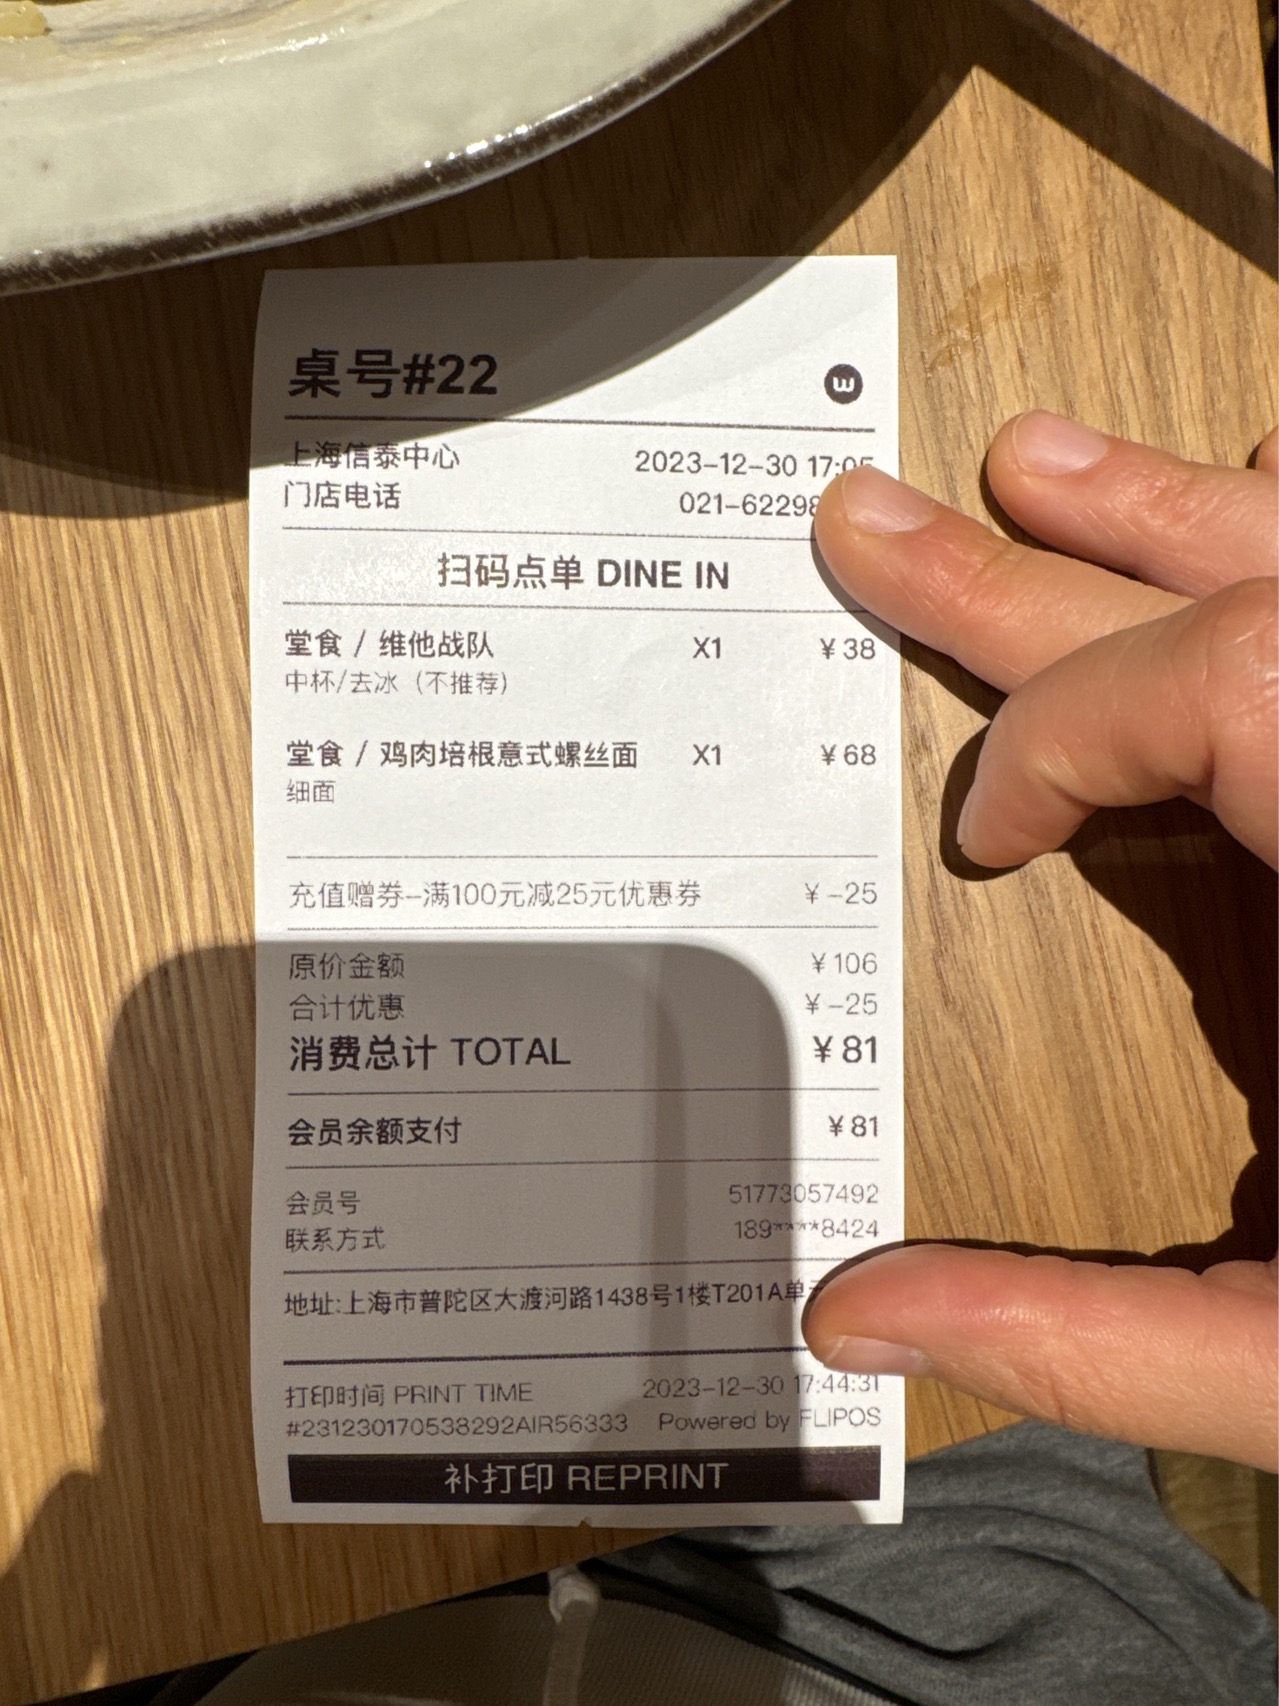 桌号#22
上海信泰中心 2023-12-30 17:05
门店电话 021-62298
扫码点单 DINE IN
堂食 / 维他战队 X1 ¥38
中杯/去冰（不推荐）
堂食 / 鸡肉培根意式螺丝面 X1 ¥68
细面
充值赠券-满100元减25元优惠券 ¥-25
原价金额 ¥106
合计优惠 ¥-25
消费总计 TOTAL ¥81
会员余额支付 ¥81
会员号 51773057492
联系方式 189****8424
地址:上海市普陀区大渡河路1438号1楼T201A单
打印时间 PRINT TIME 2023-12-30 17:44:31
#231230170538292AIR56333 Powered by FLIPOS
补打印 REPRINT